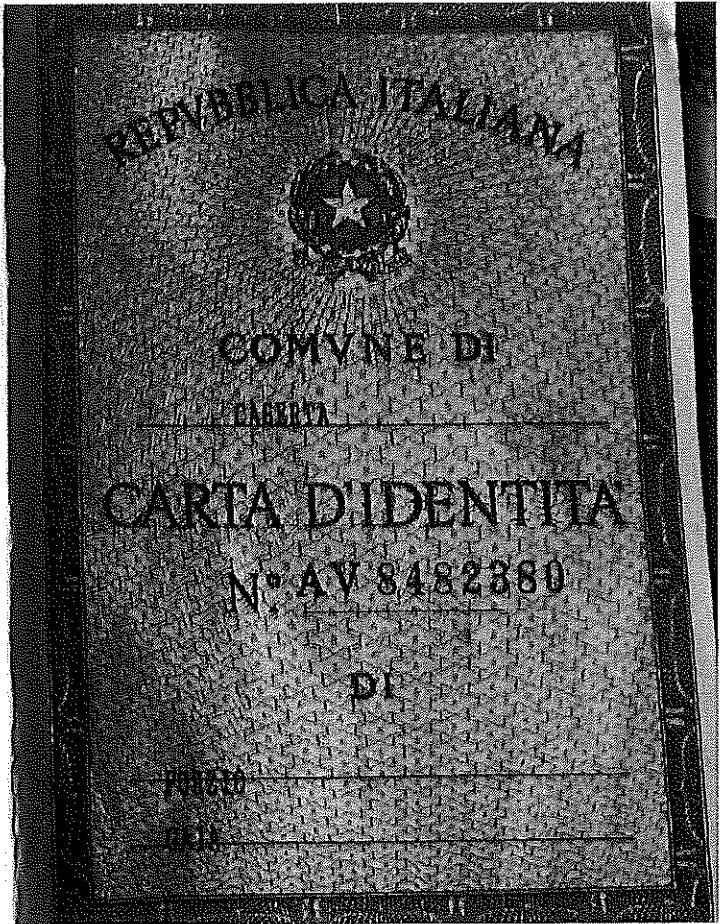 REPVBBLICA ITALIANA
COMVNE DI
CASERTA
CARTA D'IDENTITA'
N° AV 8482380
DI